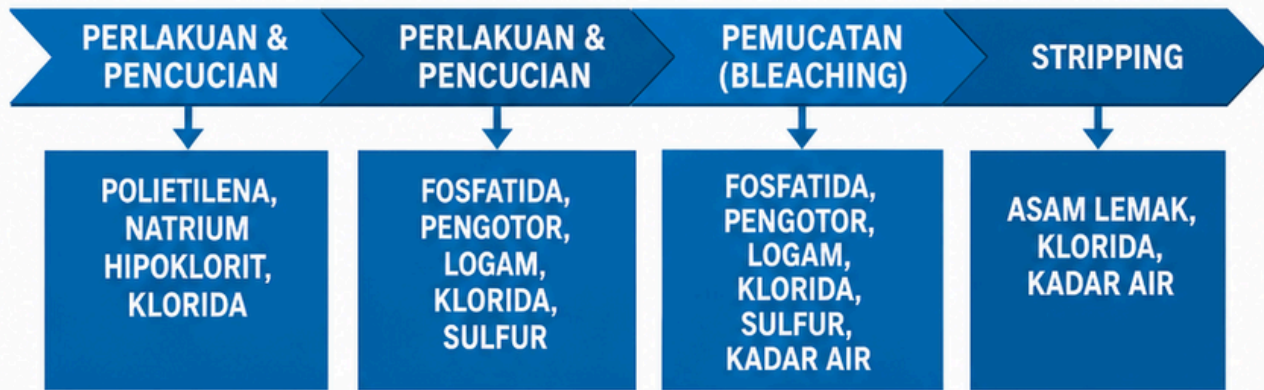 PERLAKUAN &
PENCUCIAN
PERLAKUAN &
PENCUCIAN
PEMUCATAN
(BLEACHING)
STRIPPING
POLIETILENA,
NATRIUM
HIPOKLORIT,
KLORIDA
FOSFATIDA,
PENGOTOR,
LOGAM,
KLORIDA,
SULFUR
FOSFATIDA,
PENGOTOR,
LOGAM,
KLORIDA,
SULFUR,
KADAR AIR
ASAM LEMAK,
KLORIDA,
KADAR AIR